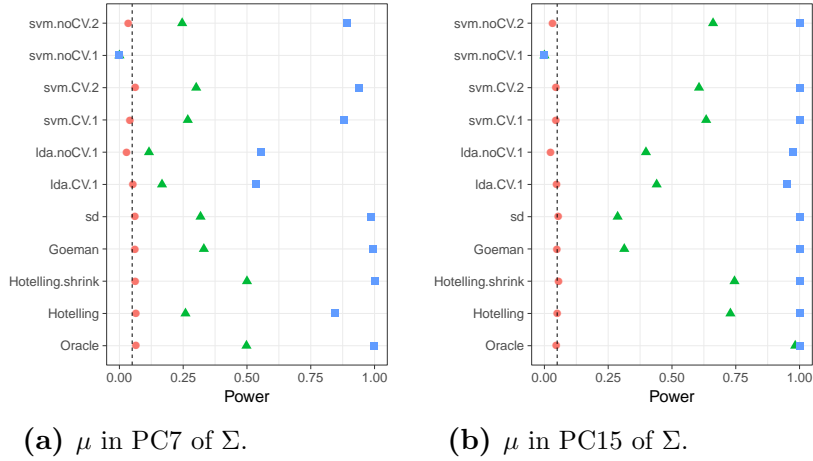 svm.noCV.2
svm.noCV.1
svm.CV.2
svm.CV.1
lda.noCV.1
lda.CV.1
sd
Goeman
Hotelling.shrink
Hotelling
Oracle
0.00 0.25 0.50 0.75 1.00
Power
(a) μ in PC7 of Σ.
svm.noCV.2
svm.noCV.1
svm.CV.2
svm.CV.1
lda.noCV.1
lda.CV.1
sd
Goeman
Hotelling.shrink
Hotelling
Oracle
0.00 0.25 0.50 0.75 1.00
Power
(b) μ in PC15 of Σ.